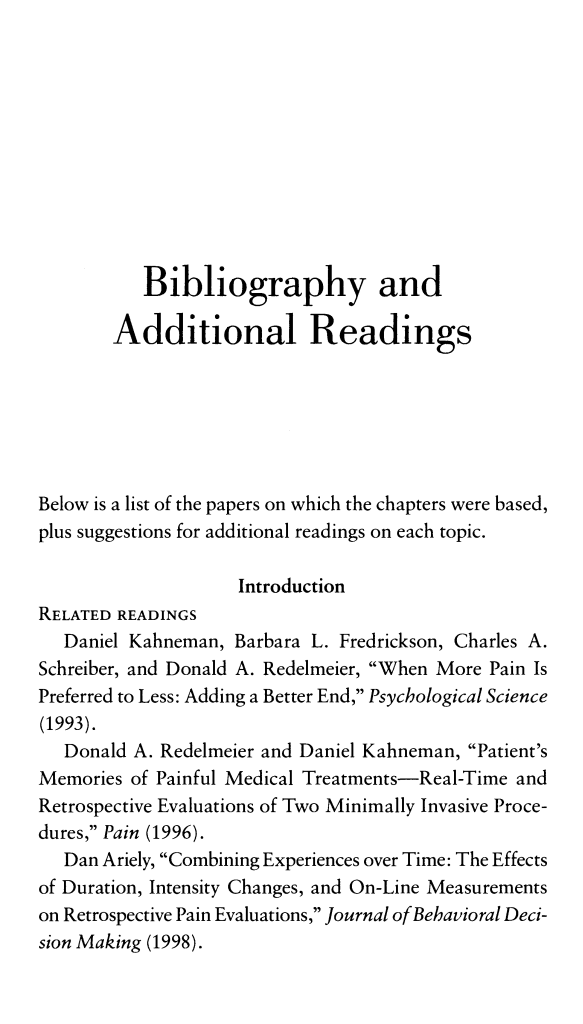 Bibliography and
Additional Readings
Below is a list of the papers on which the chapters were based,
plus suggestions for additional readings on each topic.
Introduction
RELATED READINGS
Daniel Kahneman, Barbara L. Fredrickson, Charles A.
Schreiber, and Donald A. Redelmeier, “When More Pain Is
Preferred to Less: Adding a Better End,” Psychological Science
(1993).
Donald A. Redelmeier and Daniel Kahneman, “Patient’s
Memories of Painful Medical Treatments—Real-Time and
Retrospective Evaluations of Two Minimally Invasive Proce-
dures,” Pain (1996).
Dan Ariely, “Combining Experiences over Time: The Effects
of Duration, Intensity Changes, and On-Line Measurements
on Retrospective Pain Evaluations,” Journal of Behavioral Deci-
sion Making (1998).